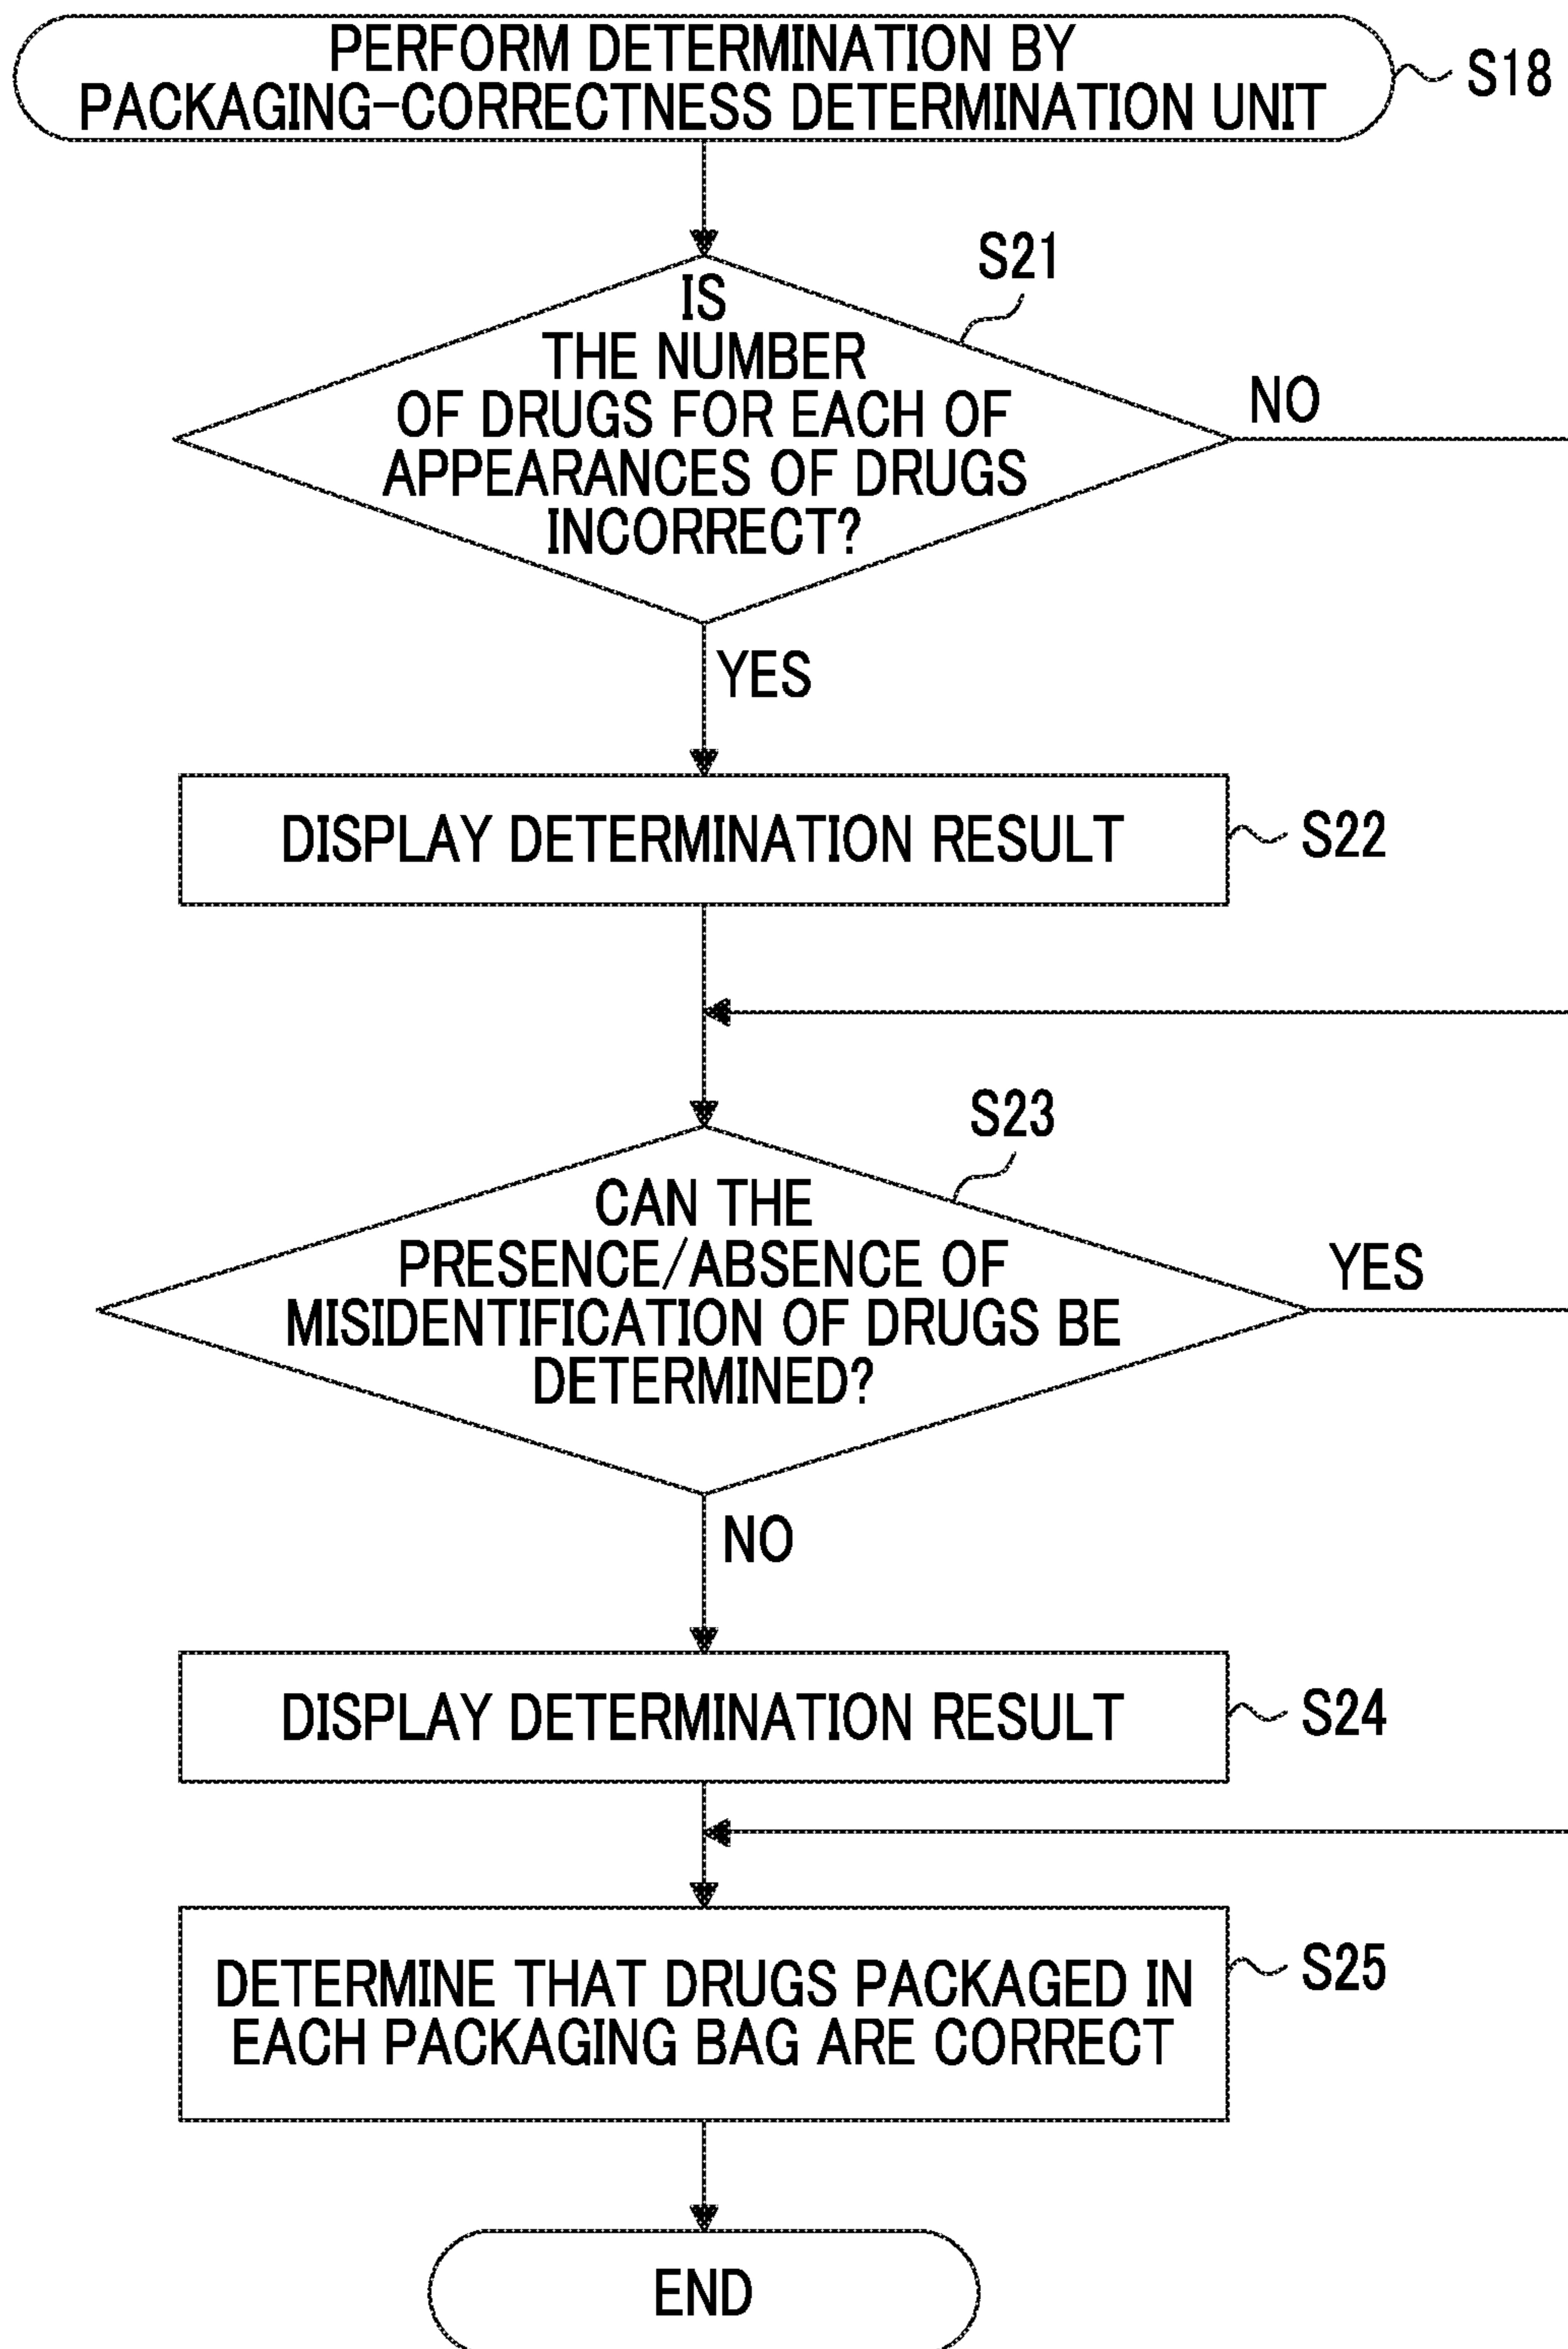 PERFORM DETERMINATION BY
PACKAGING-CORRECTNESS DETERMINATION UNIT
S18
S21
IS
THE NUMBER
OF DRUGS FOR EACH OF
APPEARANCES OF DRUGS
INCORRECT?
NO
YES
DISPLAY DETERMINATION RESULT
S22
S23
CAN THE
PRESENCE/ABSENCE OF
MISIDENTIFICATION OF DRUGS BE
DETERMINED?
YES
NO
DISPLAY DETERMINATION RESULT
S24
DETERMINE THAT DRUGS PACKAGED IN
EACH PACKAGING BAG ARE CORRECT
S25
END